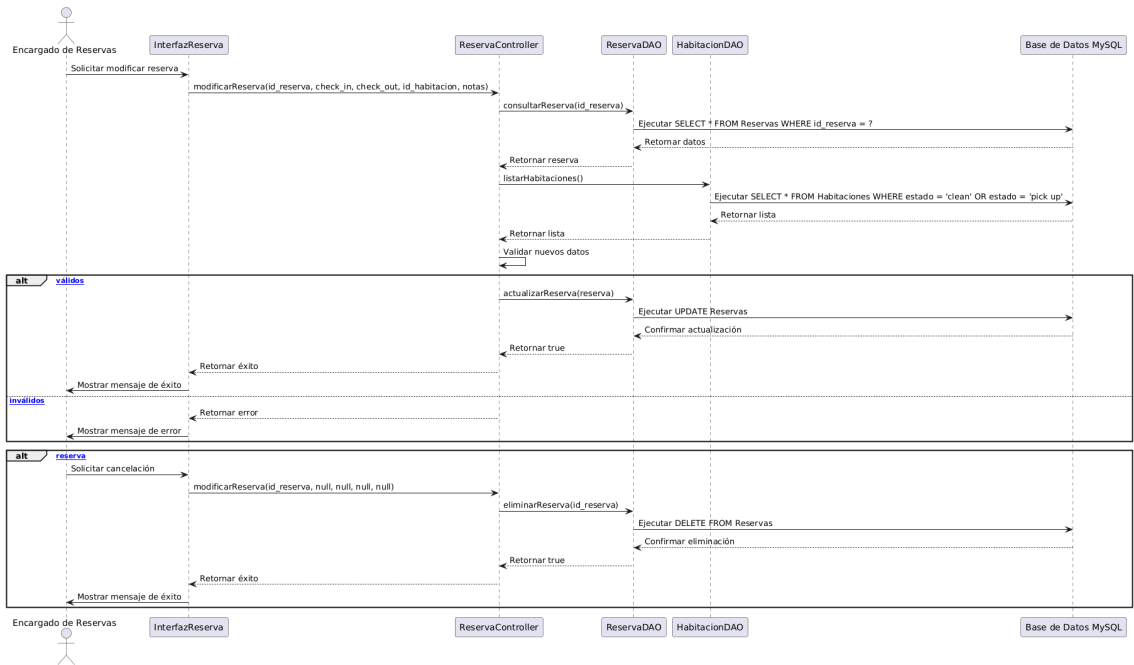 Encargado de Reservas
InterfazReserva
ReservaController
ReservaDAO
HabitacionDAO
Base de Datos MySQL
Solicitar modificar reserva
modificarReserva(id_reserva, check_in, check_out, id_habitacion, notas)
consultarReserva(id_reserva)
Ejecutar SELECT * FROM Reservas WHERE id_reserva = ?
Retornar datos
Retornar reserva
listarHabitaciones()
Ejecutar SELECT * FROM Habitaciones WHERE estado = 'clean' OR estado = 'pick up'
Retornar lista
Retornar lista
Validar nuevos datos
alt válidos
actualizarReserva(reserva)
Ejecutar UPDATE Reservas
Confirmar actualización
Retornar true
Retornar éxito
Mostrar mensaje de éxito
inválidos
Retornar error
Mostrar mensaje de error
alt reserva
Solicitar cancelación
modificarReserva(id_reserva, null, null, null, null)
eliminarReserva(id_reserva)
Ejecutar DELETE FROM Reservas
Confirmar eliminación
Retornar true
Retornar éxito
Mostrar mensaje de éxito
Encargado de Reservas
InterfazReserva
ReservaController
ReservaDAO
HabitacionDAO
Base de Datos MySQL